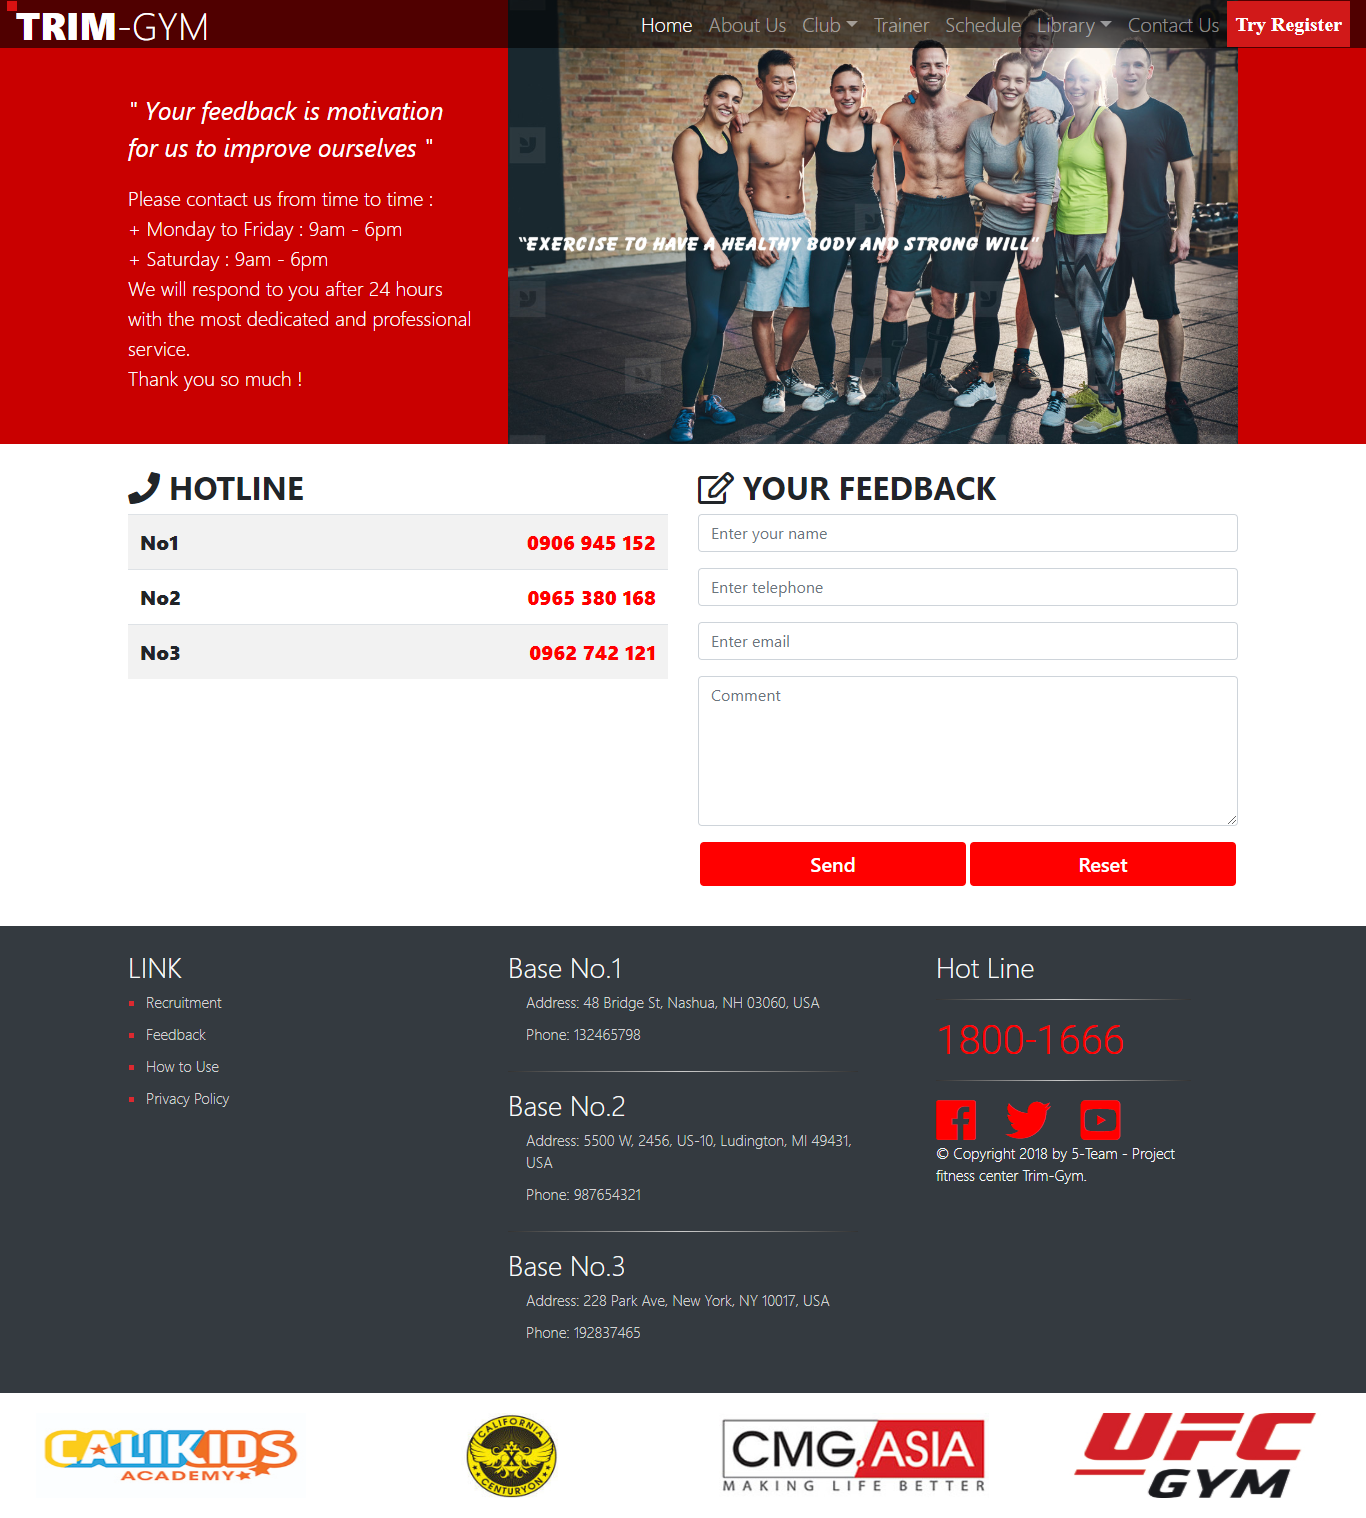 TRIM-GYM
Home About Us Club Trainer Schedule Library Contact Us Try Register
" Your feedback is motivation
for us to improve ourselves "
Please contact us from time to time :
+ Monday to Friday : 9am - 6pm
+ Saturday : 9am - 6pm
We will respond to you after 24 hours
with the most dedicated and professional
service.
Thank you so much !
"EXERCISE TO HAVE A HEALTHY BODY AND STRONG WILL"
HOTLINE
No1 0906 945 152
No2 0965 380 168
No3 0962 742 121
YOUR FEEDBACK
Enter your name
Enter telephone
Enter email
Comment
Send Reset
LINK
Recruitment
Feedback
How to Use
Privacy Policy
Base No.1
Address: 48 Bridge St, Nashua, NH 03060, USA
Phone: 132465798
Base No.2
Address: 5500 W, 2456, US-10, Ludington, MI 49431,
USA
Phone: 987654321
Base No.3
Address: 228 Park Ave, New York, NY 10017, USA
Phone: 192837465
Hot Line
1800-1666
© Copyright 2018 by 5-Team - Project
fitness center Trim-Gym.
CALIKIDS
ACADEMY
CALIFORNIA
X
CENTURYON
CMG.ASIA
MAKING LIFE BETTER
UFC
GYM